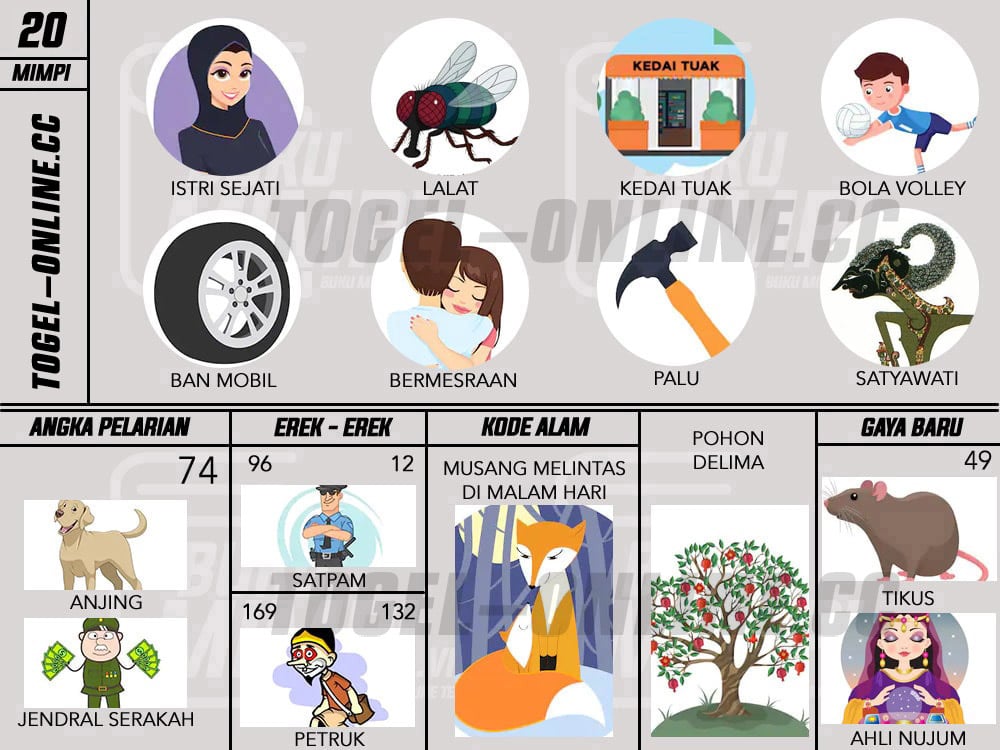 20
MIMPI
TOGEL-ONLINE.CC
KEDAI TUAK
ISTRI SEJATI
LALAT
KEDAI TUAK
BOLA VOLLEY
TOGEL-ONLINE.CC
BAN MOBIL
BERMESRAAN
PALU
SATYAWATI
ANGKA PELARIAN
74
ANJING
JENDRAL SERAKAH
EREK - EREK
96 12
SATPAM
169 132
PETRUK
KODE ALAM
MUSANG MELINTAS
DI MALAM HARI
POHON
DELIMA
GAYA BARU
49
TIKUS
AHLI NUJUM
TOGEL-ONLINE.CC